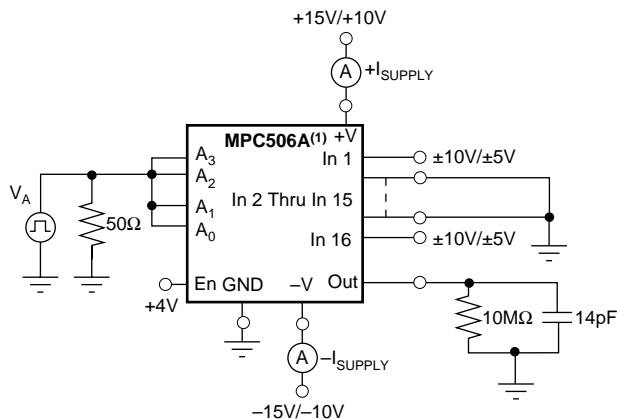 +15V/+10V
A
+I_SUPPLY
MPC506A(1)
+V
A3
In 1
±10V/±5V
VA
A2
50Ω
In 2 Thru In 15
A1
A0
In 16
±10V/±5V
En
GND
–V
Out
+4V
10MΩ
14pF
A
–I_SUPPLY
–15V/–10V